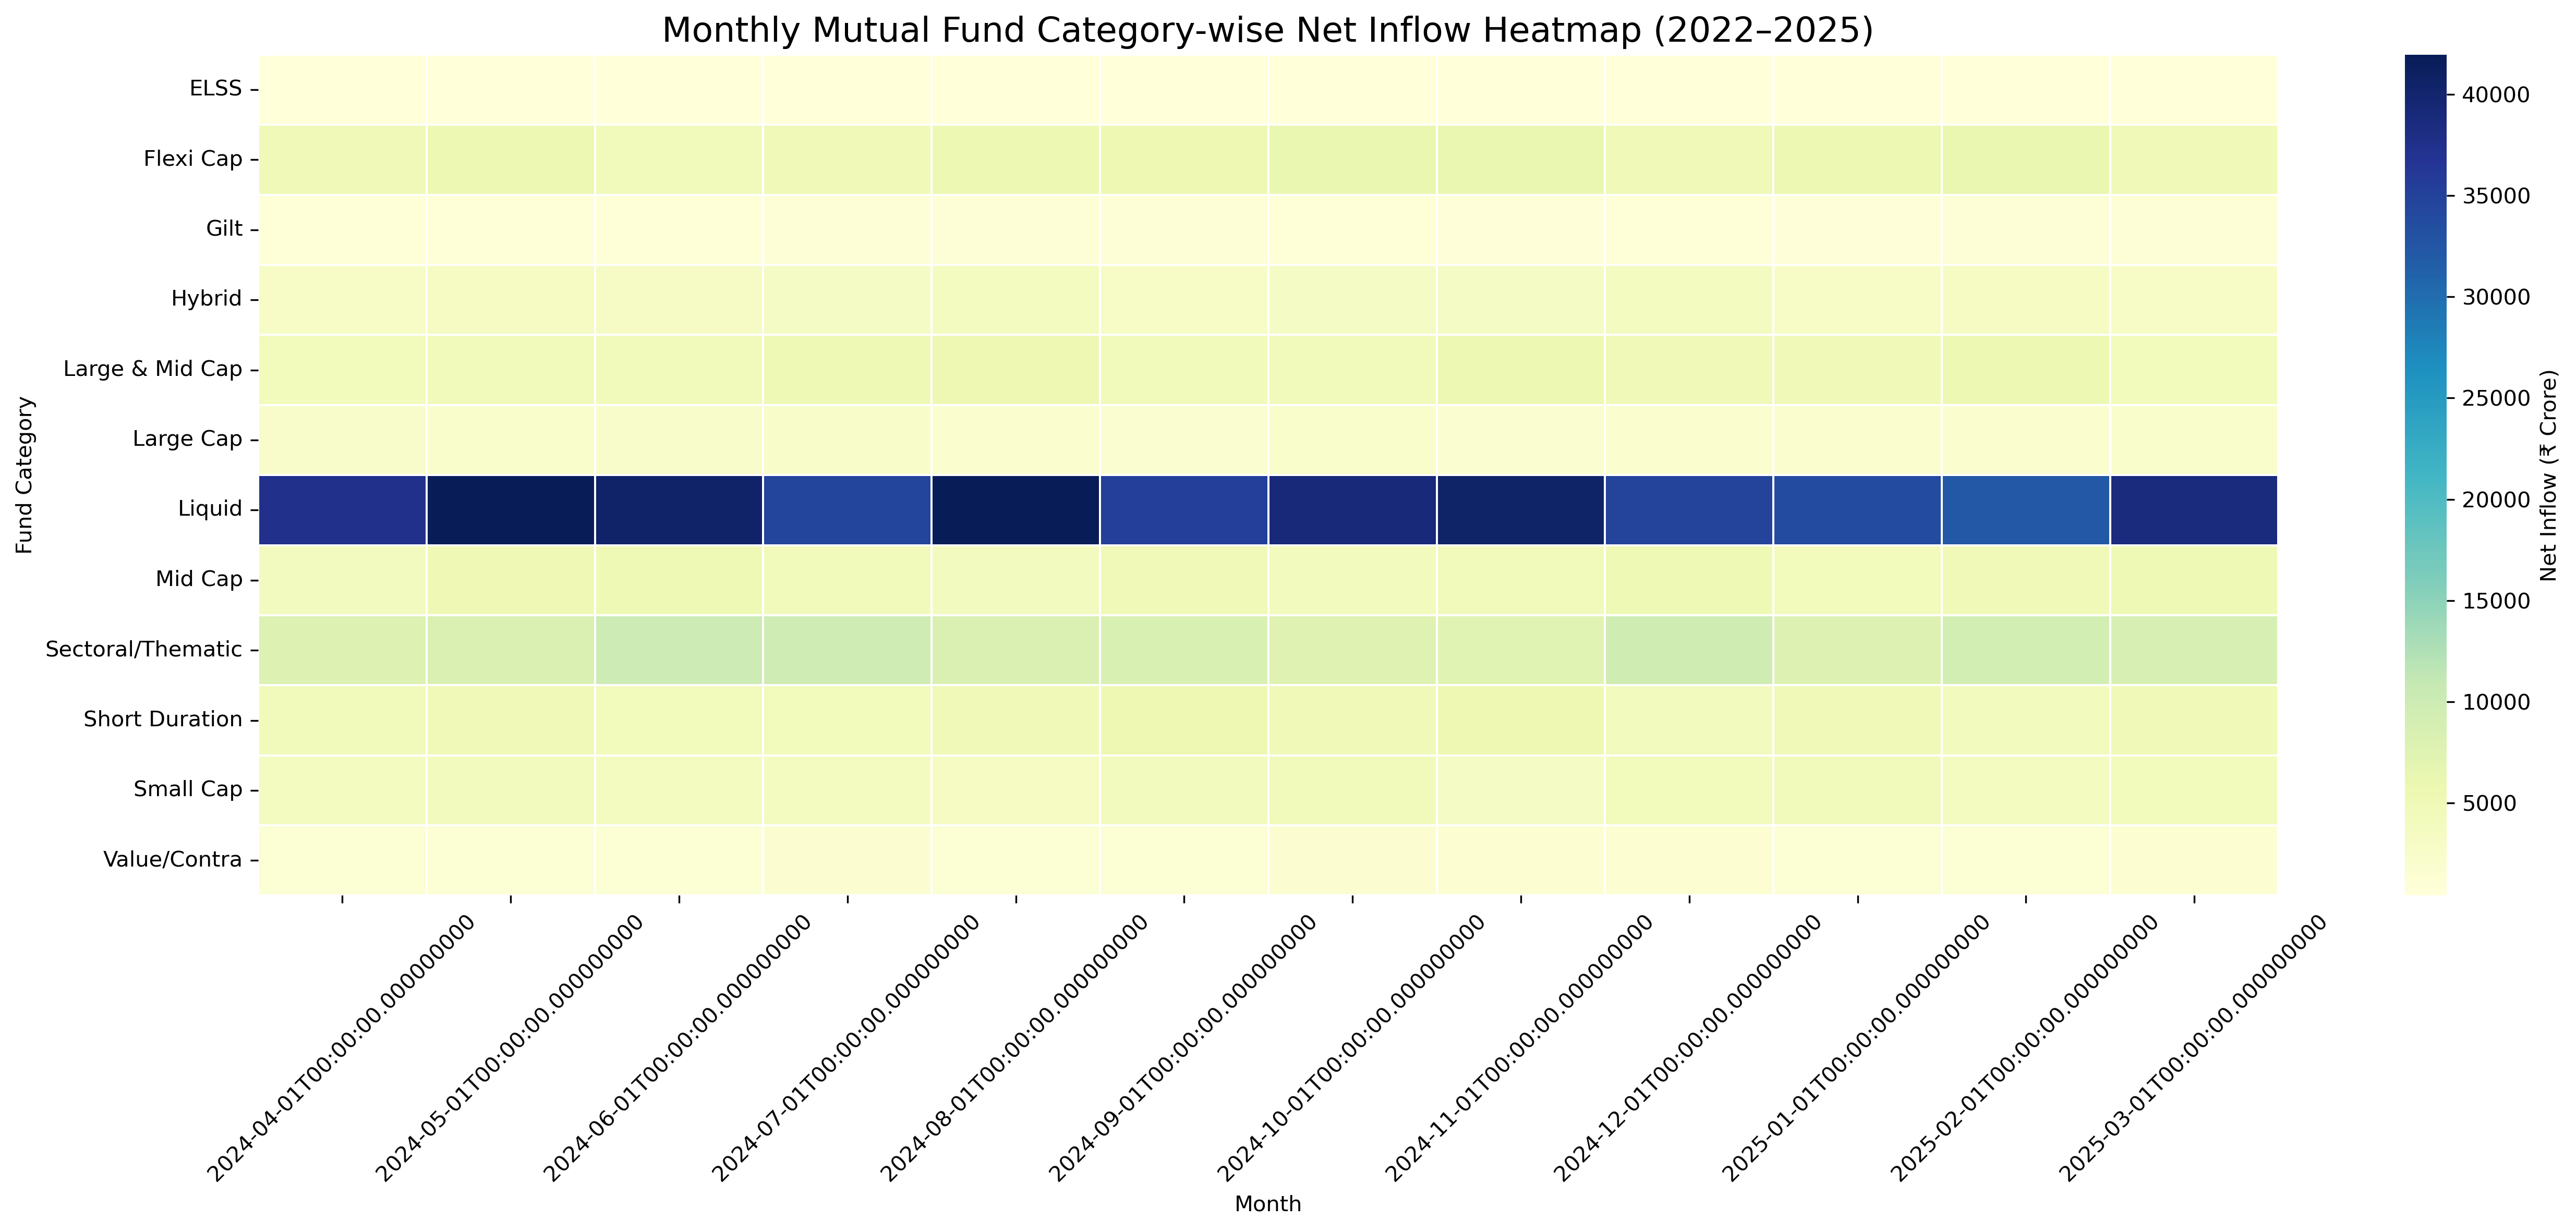 Monthly Mutual Fund Category-wise Net Inflow Heatmap (2022–2025)
Fund Category
ELSS
Flexi Cap
Gilt
Hybrid
Large & Mid Cap
Large Cap
Liquid
Mid Cap
Sectoral/Thematic
Short Duration
Small Cap
Value/Contra
2024-04-01T00:00:00.000000000
2024-05-01T00:00:00.000000000
2024-06-01T00:00:00.000000000
2024-07-01T00:00:00.000000000
2024-08-01T00:00:00.000000000
2024-09-01T00:00:00.000000000
2024-10-01T00:00:00.000000000
2024-11-01T00:00:00.000000000
2024-12-01T00:00:00.000000000
2025-01-01T00:00:00.000000000
2025-02-01T00:00:00.000000000
2025-03-01T00:00:00.000000000
Month
40000
35000
30000
25000
20000
15000
10000
5000
Net Inflow (₹ Crore)